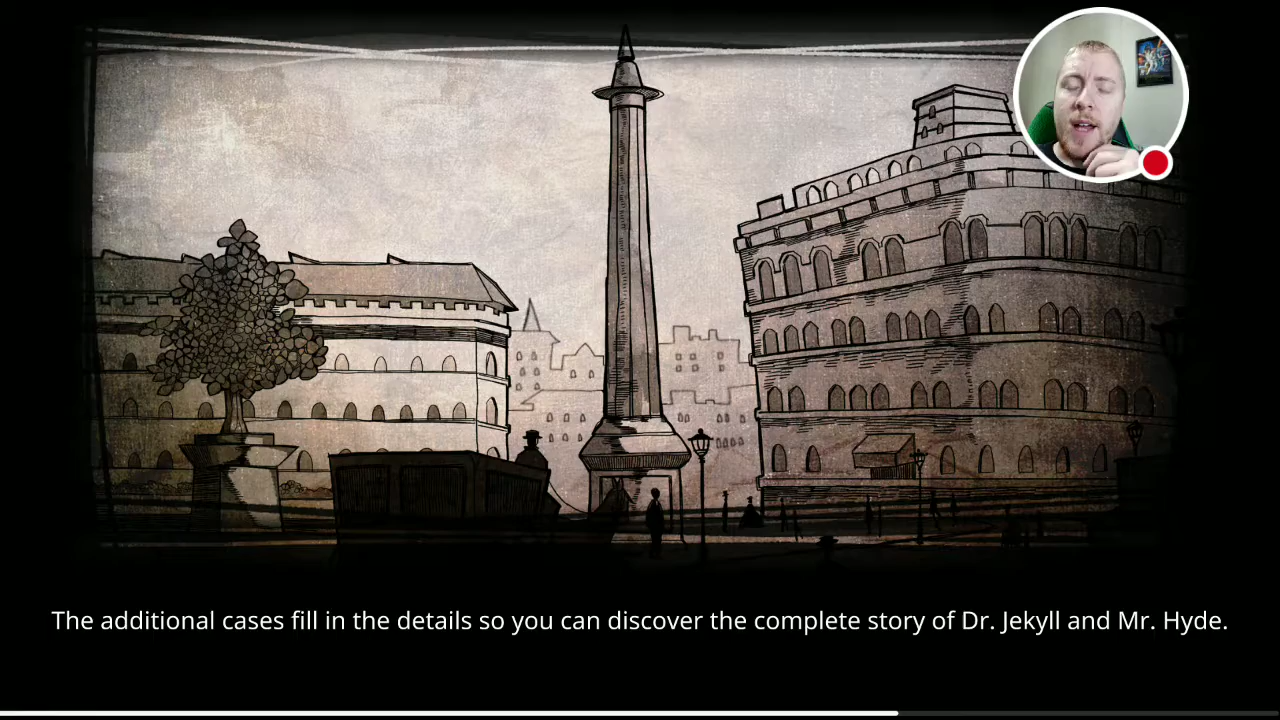 The additional cases fill in the details so you can discover the complete story of Dr. Jekyll and Mr. Hyde.